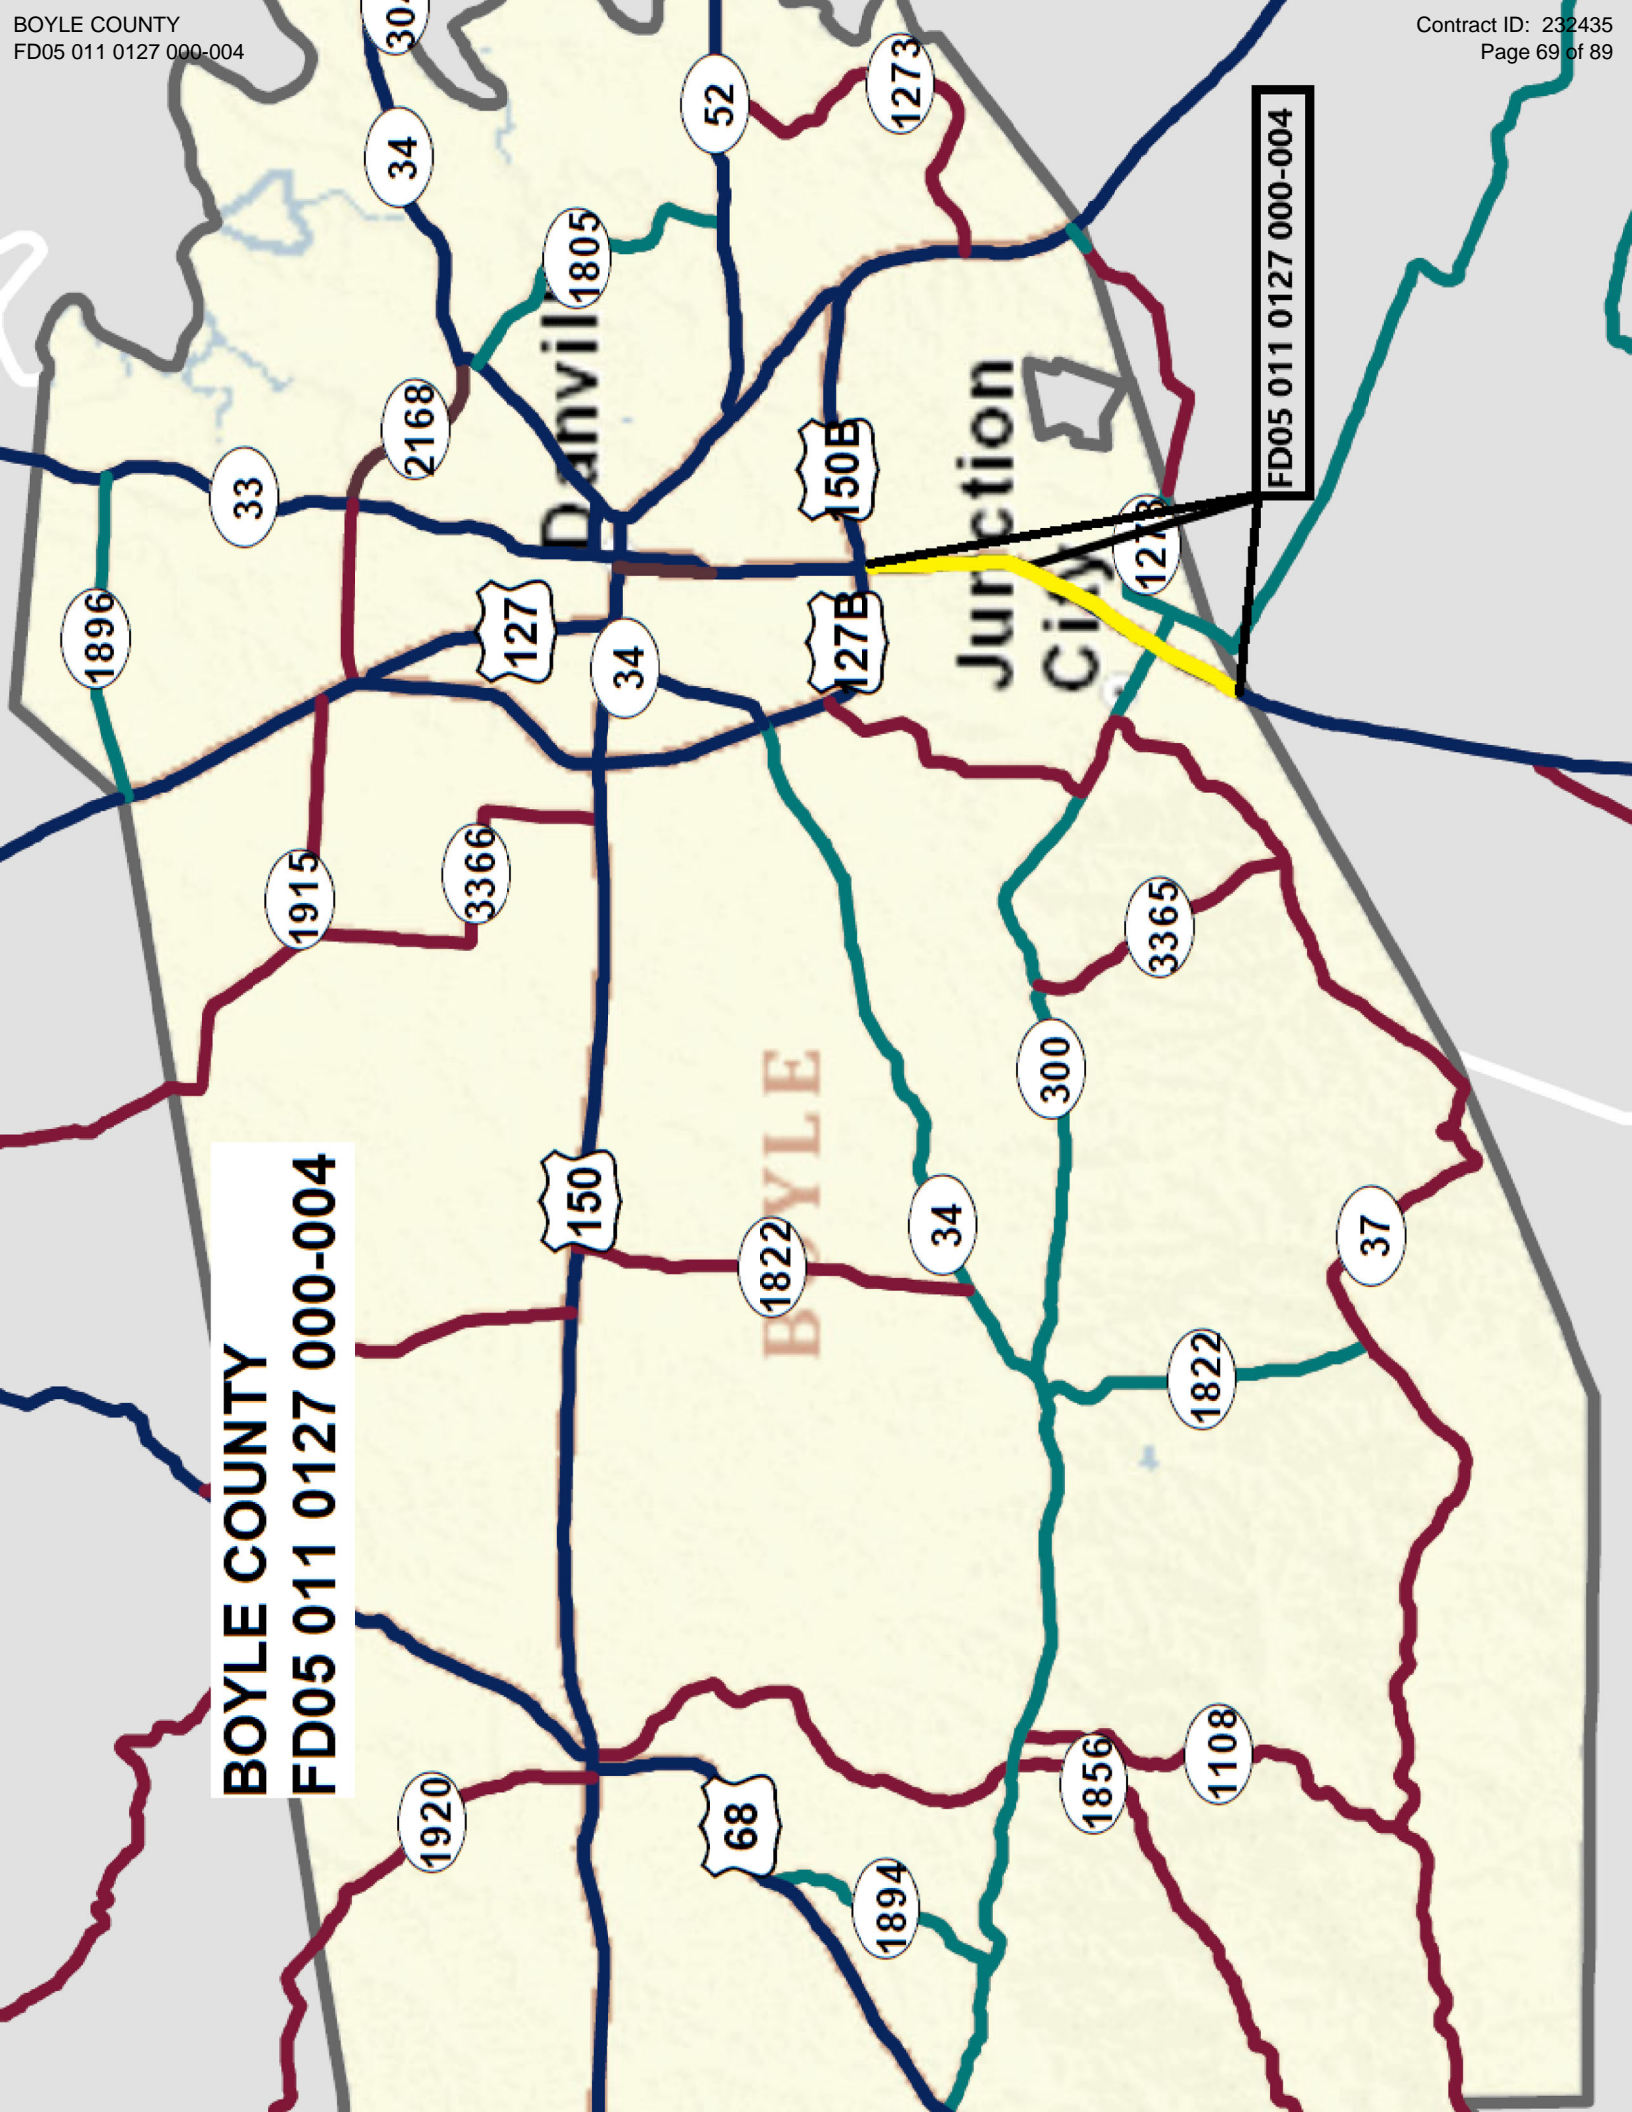 BOYLE COUNTY
FD05 011 0127 000-004
Contract ID: 232435
Page 69 of 89
34
52
1273
1805
2168
33
Danvill
150B
FD05 011 0127 000-004
1896
127
34
127B
Junction
City
1273
1915
3366
3365
BOYLE
300
150
1822
34
37
1822
BOYLE COUNTY
FD05 011 0127 000-004
1920
68
1894
1856
1108